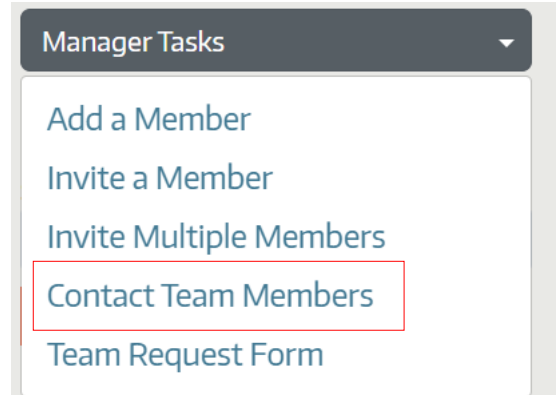 Manager Tasks
Add a Member
Invite a Member
Invite Multiple Members
Contact Team Members
Team Request Form